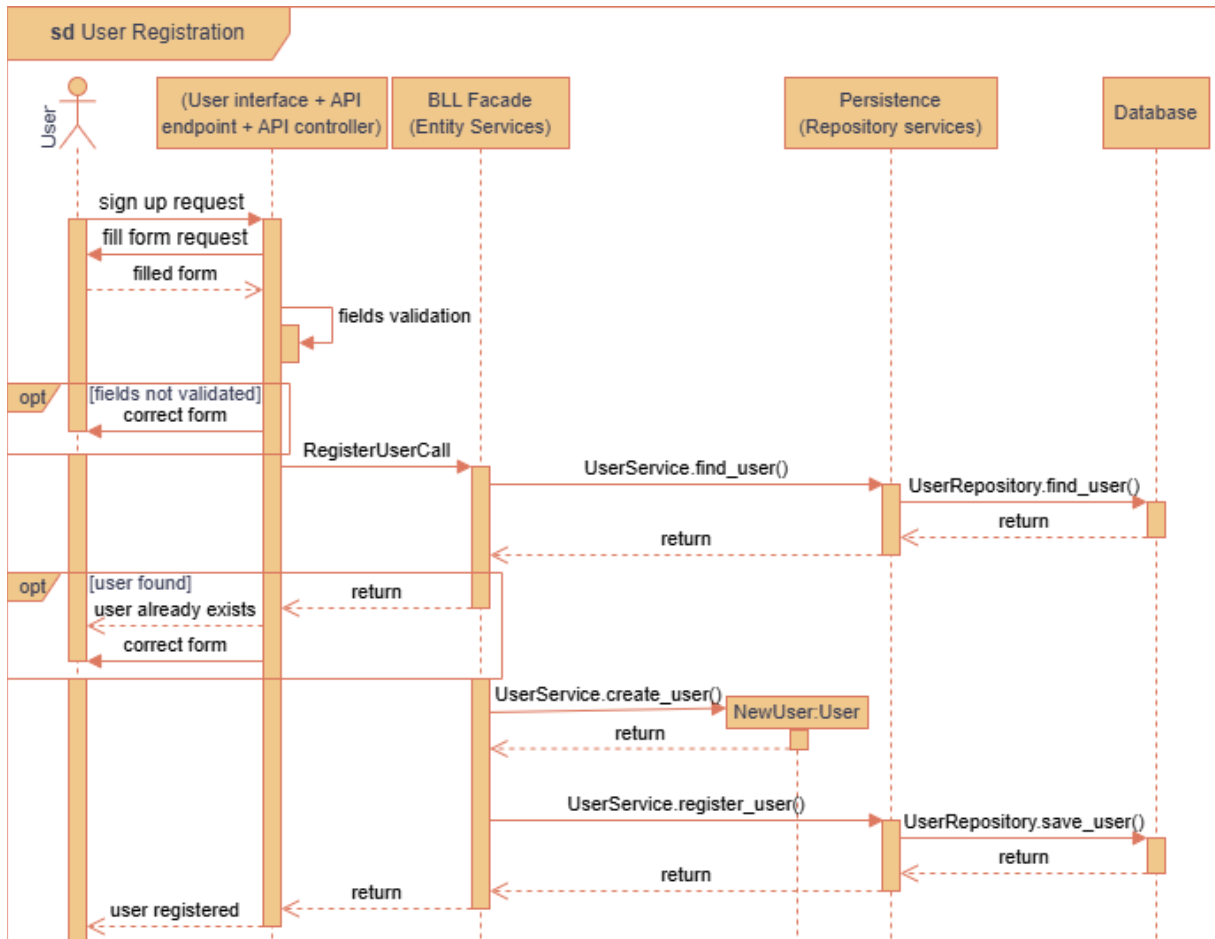 sd User Registration
User
(User interface + API
endpoint + API controller)
BLL Facade
(Entity Services)
Persistence
(Repository services)
Database
sign up request
fill form request
filled form
fields validation
opt
[fields not validated]
correct form
RegisterUserCall
UserService.find_user()
UserRepository.find_user()
return
return
opt
[user found]
return
user already exists
correct form
UserService.create_user()
NewUser:User
return
UserService.register_user()
UserRepository.save_user()
return
return
return
user registered